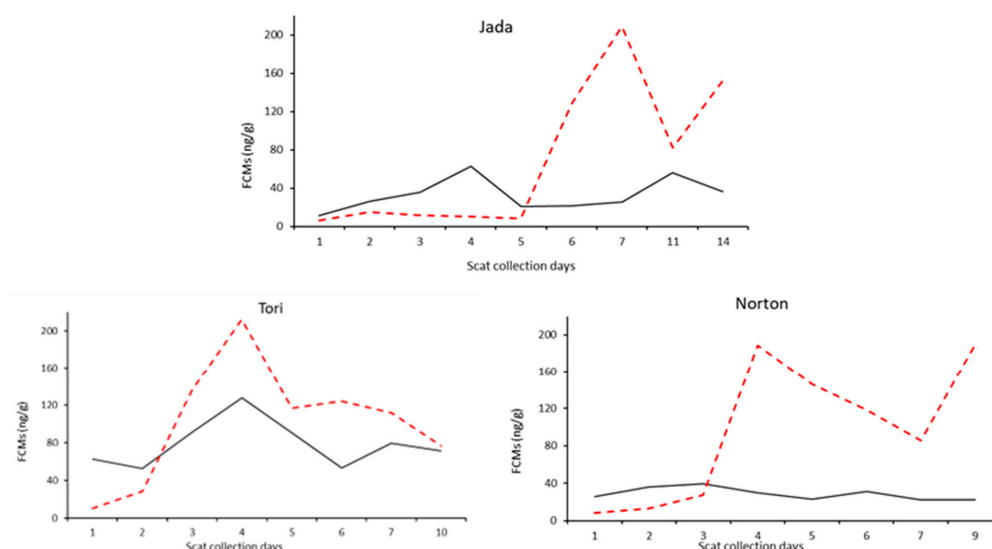 Jada
FCMs (ng/g)
200
160
120
80
40
0
1 2 3 4 5 6 7 11 14
Scat collection days
Tori
FCMs (ng/g)
200
160
120
80
40
0
1 2 3 4 5 6 7 10
Scat collection days
Norton
FCMs (ng/g)
200
160
120
80
40
0
1 2 3 4 5 6 7 9
Scat collection days